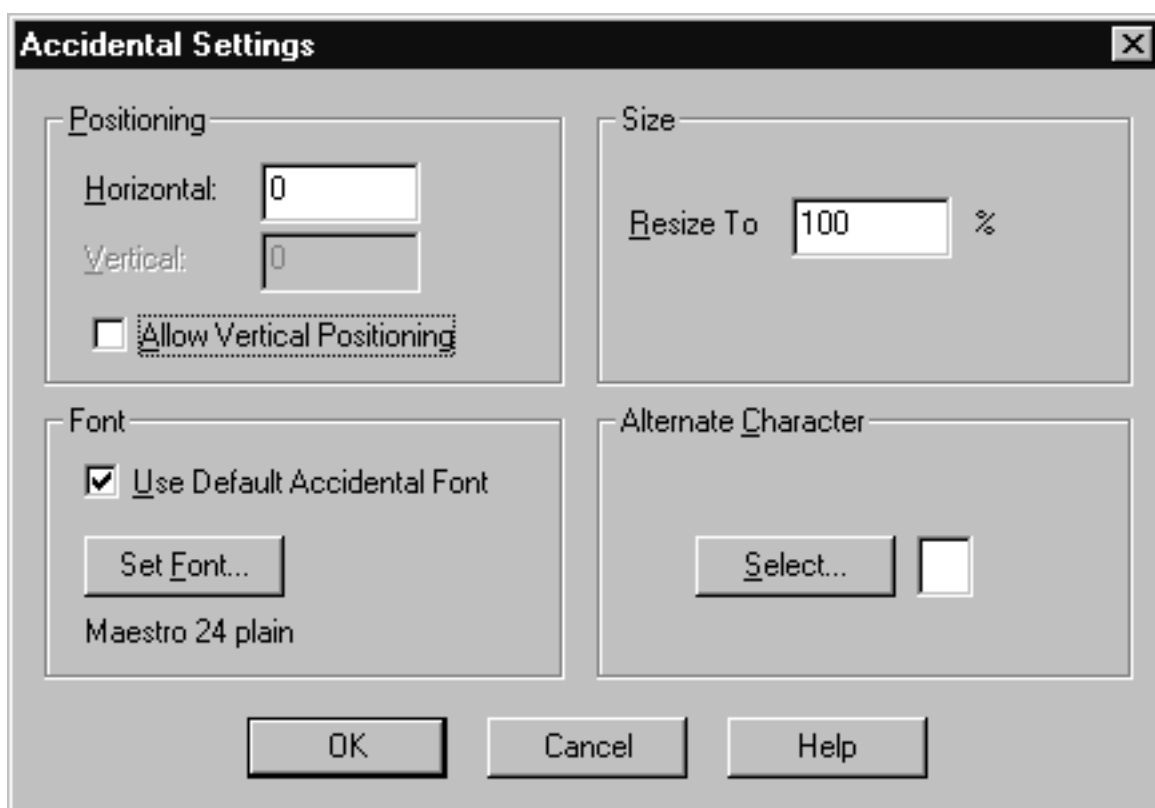 Accidental Settings
Positioning
Horizontal: 0
Vertical: 0
Allow Vertical Positioning
Size
Resize To 100 %
Font
Use Default Accidental Font
Set Font...
Maestro 24 plain
Alternate Character
Select...
OK Cancel Help